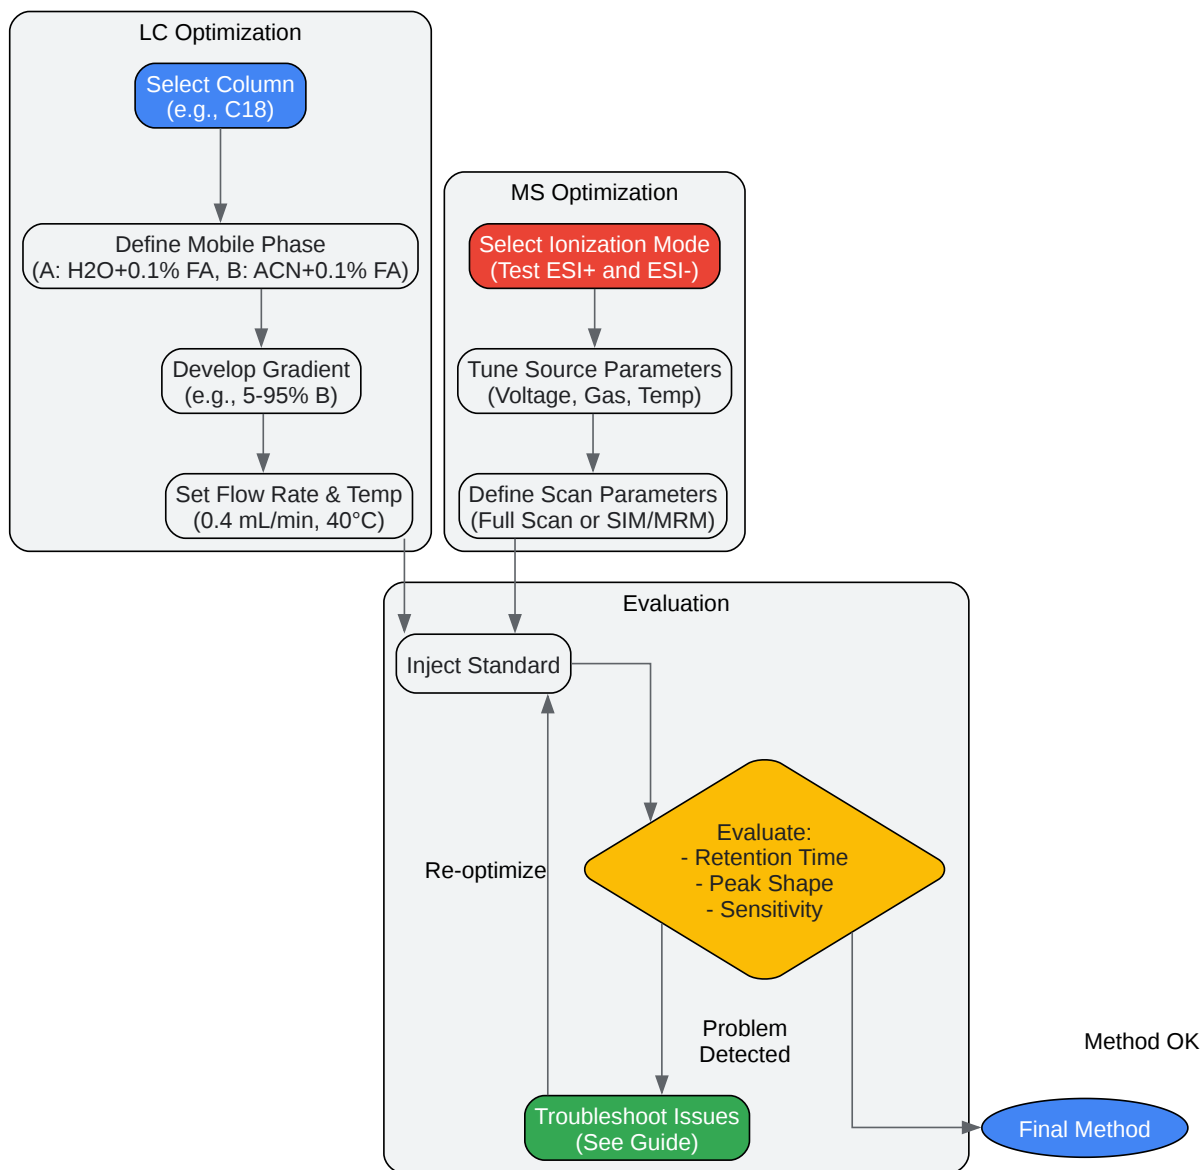 LC Optimization
Select Column
(e.g., C18)
Define Mobile Phase
(A: H2O+0.1% FA, B: ACN+0.1% FA)
Develop Gradient
(e.g., 5-95% B)
Set Flow Rate & Temp
(0.4 mL/min, 40°C)
MS Optimization
Select Ionization Mode
(Test ESI+ and ESI-)
Tune Source Parameters
(Voltage, Gas, Temp)
Define Scan Parameters
(Full Scan or SIM/MRM)
Evaluation
Inject Standard
Evaluate:
- Retention Time
- Peak Shape
- Sensitivity
Re-optimize
Problem
Detected
Method OK
Troubleshoot Issues
(See Guide)
Final Method